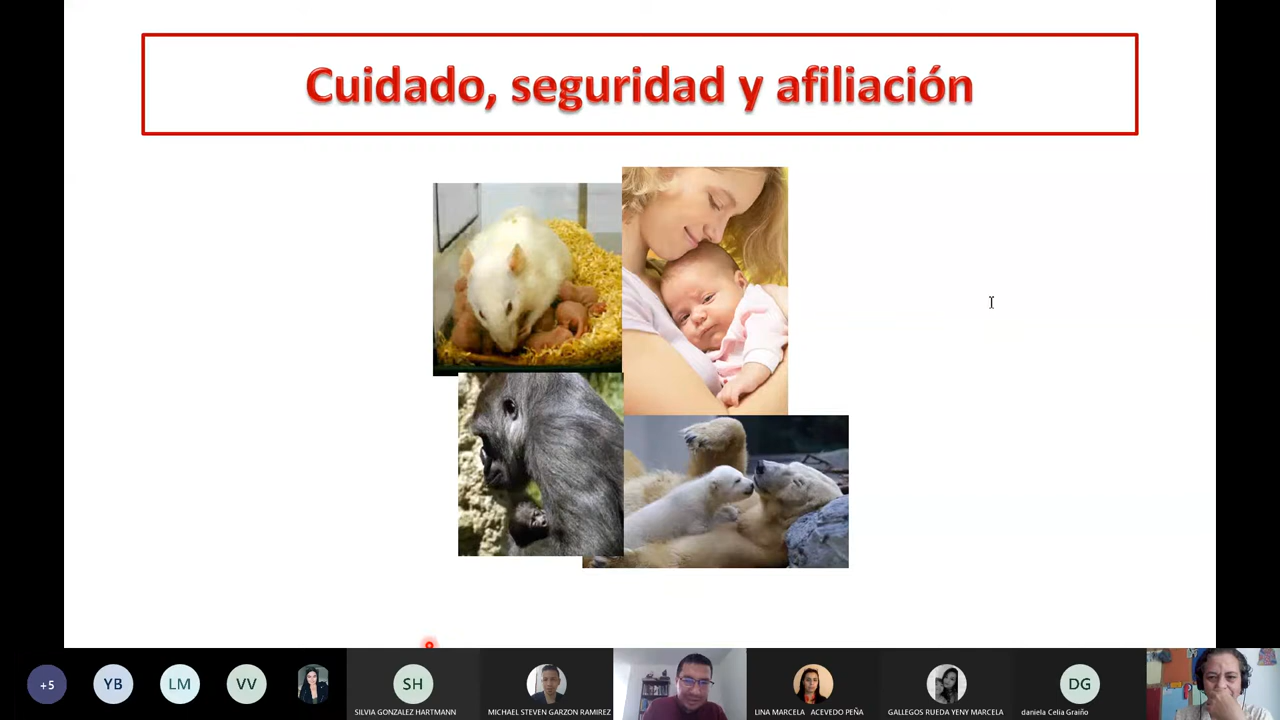 Cuidado, seguridad y afiliación
+5
YB
LM
VV
SH
SILVIA GONZALEZ HARTMANN
MICHAEL STEVEN GARZON RAMIREZ
LINA MARCELA ACEVEDO PEÑA
GALLEGOS RUEDA YENY MARCELA
DG
daniela Celia Graiño